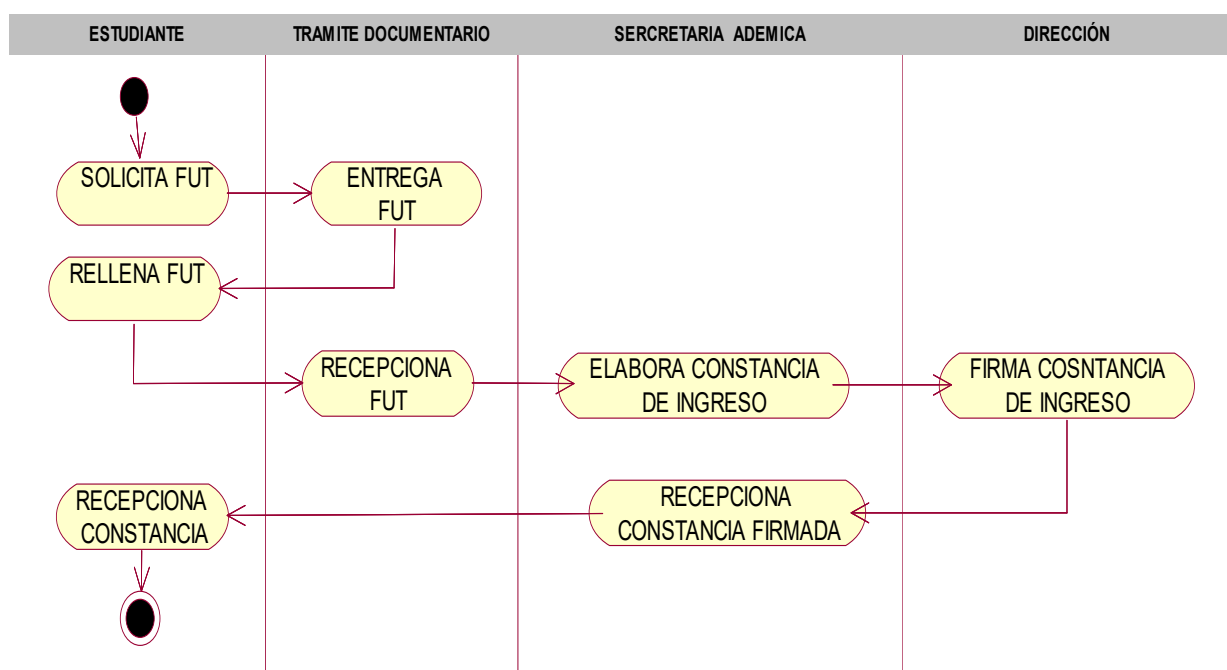 ESTUDIANTE
TRAMITE DOCUMENTARIO
SERCRETARIA ADEMICA
DIRECCIÓN
SOLICITA FUT
ENTREGA
FUT
RELLENA FUT
RECEPCIONA
FUT
ELABORA CONSTANCIA
DE INGRESO
FIRMA COSNTANCIA
DE INGRESO
RECEPCIONA
CONSTANCIA FIRMADA
RECEPCIONA
CONSTANCIA